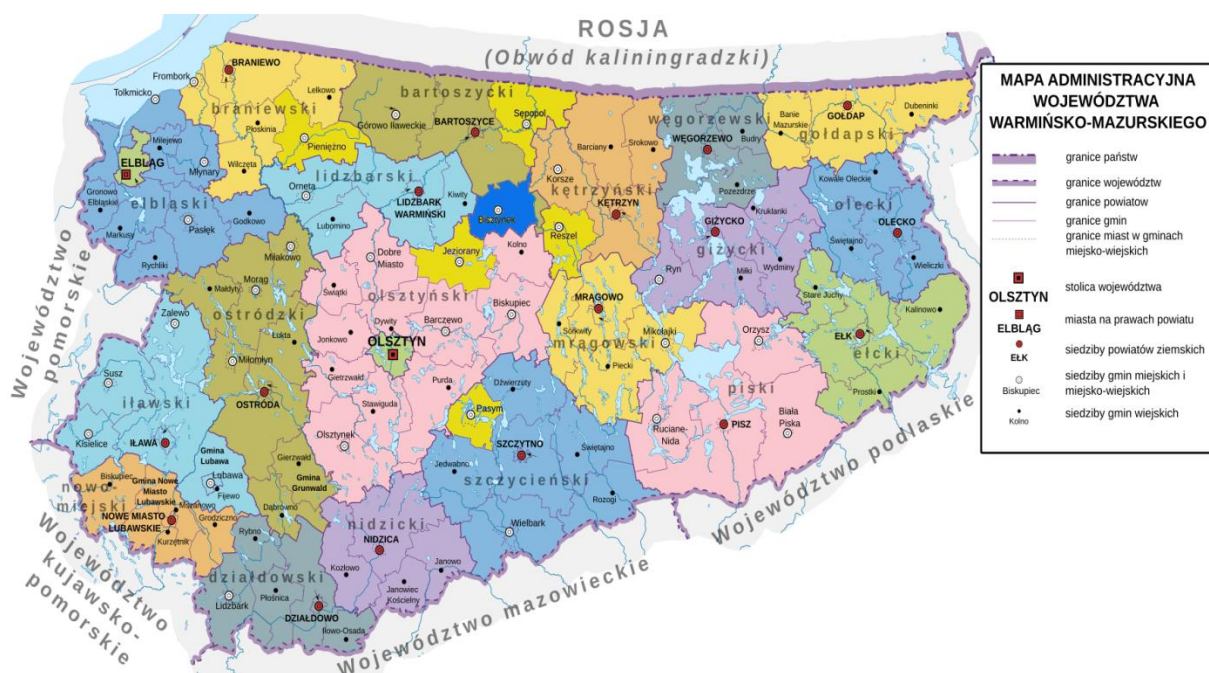 ROSJA
(Obwód kaliningradzki)
MAPA ADMINISTRACYJNA
WOJEWÓDZTWA
WARMIŃSKO-MAZURSKIEGO
granice państw
granice województw
granice powiatow
granice gmin
granice miast w gminach
miejsko-wiejskich
stolica województwa
OLSZTYN
miasta na prawach powiatu
ELBLĄG
siedziby powiatów ziemskich
EŁK
siedziby gmin miejskich i
miejsko-wiejskich
Biskupiec
siedziby gmin wiejskich
Kolno
Województwo
pomorskie
Województwo
kujawsko-
pomorskie
Województwo mazowieckie
Województwo podlaskie
Frombork
Tolkmicko
BRANIEWO
braniewski
Lelkowo
Płoskinia
Pieniężno
Wilczęta
bartoszycki
Górowo Iławeckie
BARTOSZYCE
Sępopol
Bisztynek
węgorzewski
WĘGORZEWO
Budry
Pozezdrze
Banie
Mazurskie
GOŁDAP
gołdapski
Dubeninki
Milejewo
ELBLĄG
Młynary
Gronowo
Elbląskie
elbląski
Markusy
Pasłęk
Godkowo
Rychliki
lidzbarski
Orneta
LIDZBARK
WARMIŃSKI
Kiwity
Lubomino
Barciany
Srokowo
Korsze
kętrzyński
KĘTRZYN
Reszel
Kruklanki
GIŻYCKO
giżycki
Wydminy
Miłki
Ryn
Kowale Oleckie
olecki
OLECKO
Świętajno
Wieliczki
Miłakowo
Morąg
Małdyty
ostródzki
Łukta
Miłomłyn
OSTRÓDA
Gierzwałd
Gmina
Grunwald
Dąbrówno
Dobre
Miasto
Jeziorany
Kolno
Świątki
olsztyński
Biskupiec
Dywity
Barczewo
Jonkowo
OLSZTYN
Gietrzwałd
Purda
Stawiguda
Olsztynek
MRĄGOWO
Sorkwity
Mikołajki
mrągowski
Piecki
Orzysz
piski
Ruciane-
Nida
PISZ
Biała
Piska
Stare Juchy
Kalinowo
EŁK
ełcki
Prostki
Zalewo
Susz
iławski
Kisielice
IŁAWA
Gmina
Lubawa
Lubawa
Fijewo
Biskupiec
nowo-
miejski
Gmina Nowe
Miasto
Lubawskie
Mszanowo
NOWE MIASTO
LUBAWSKIE
Grodziczno
Kurzętnik
Dźwierzuty
Pasym
SZCZYTNO
Świętajno
Jedwabno
szczycieński
Rozogi
Wielbark
nidzicki
NIDZICA
Kozłowo
Janowo
Janowiec
Kościelny
Rybno
działdowski
Lidzbark
Płośnica
DZIAŁDOWO
Iłowo-Osada